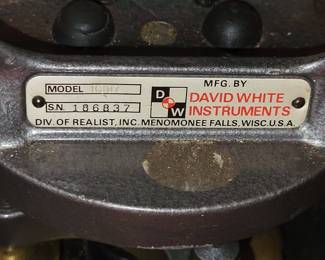 MFG. BY
MODEL
D W DAVID WHITE
S.N. 186837 INSTRUMENTS
DIV. OF REALIST, INC. MENOMONEE FALLS, WISC. U.S.A.